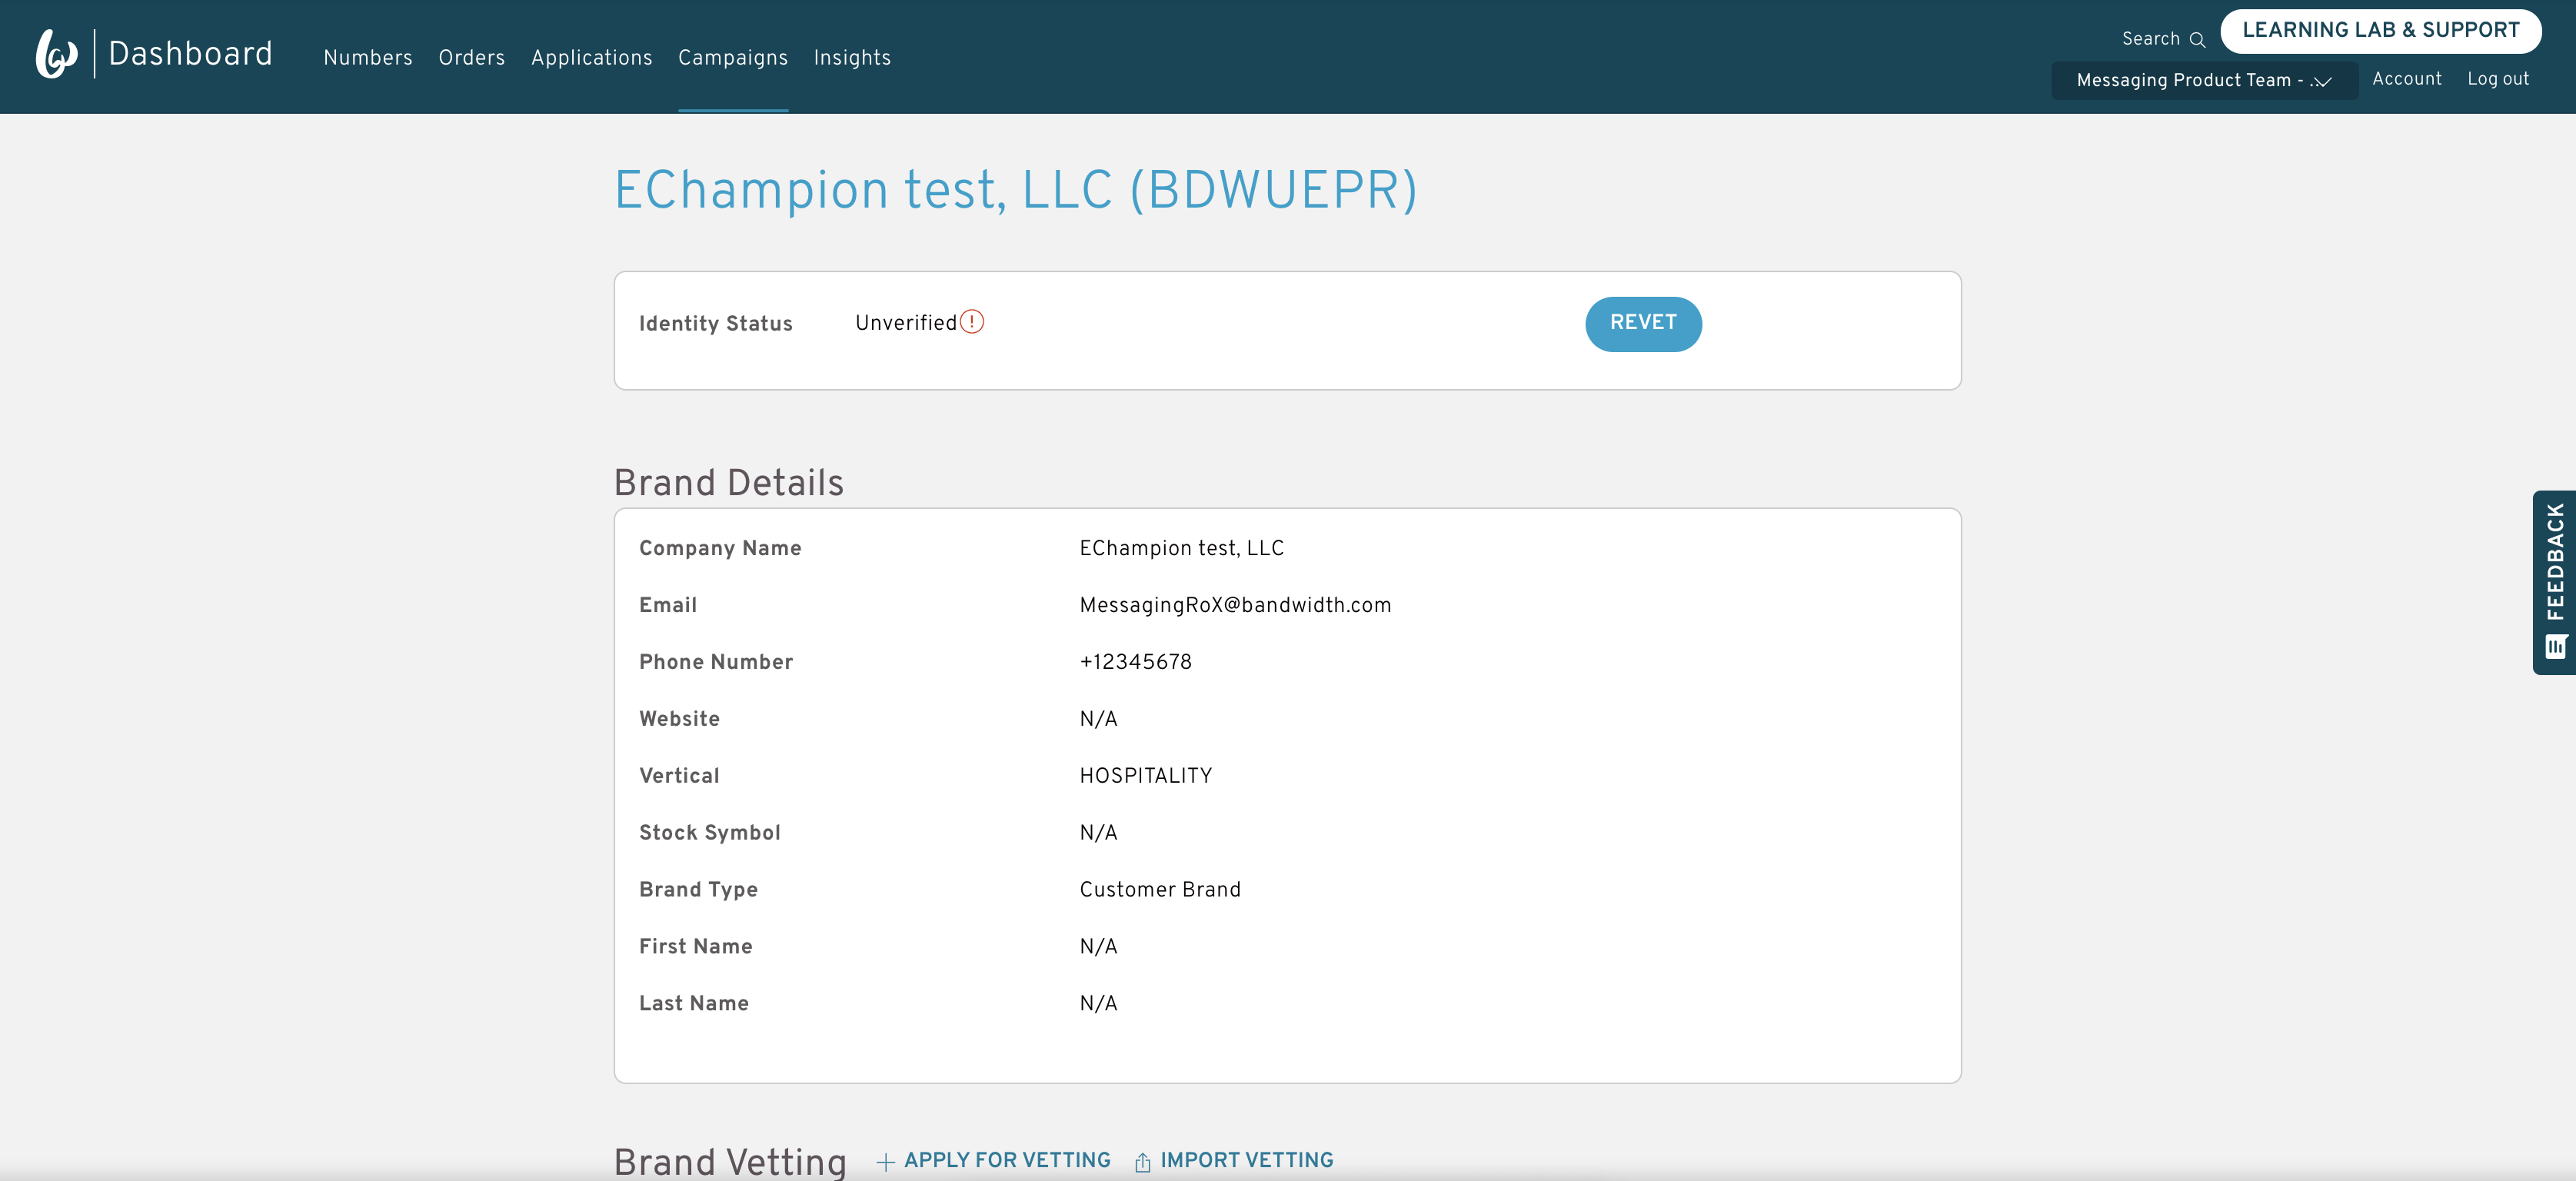 Dashboard
Numbers Orders Applications Campaigns Insights
Search LEARNING LAB & SUPPORT
Messaging Product Team - .. Account Log out
EChampion test, LLC (BDWUEPR)
Identity Status Unverified REVET
Brand Details
Company Name EChampion test, LLC
Email MessagingRoX@bandwidth.com
Phone Number +12345678
Website N/A
Vertical HOSPITALITY
Stock Symbol N/A
Brand Type Customer Brand
First Name N/A
Last Name N/A
Brand Vetting APPLY FOR VETTING IMPORT VETTING
FEEDBACK